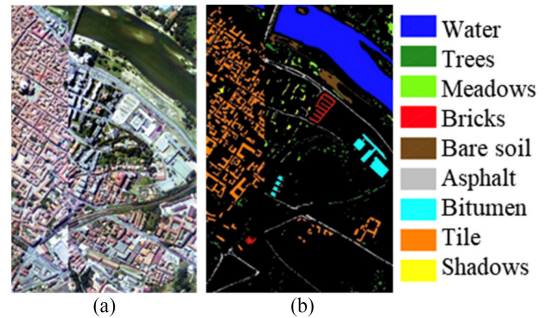 Water
Trees
Meadows
Bricks
Bare soil
Asphalt
Bitumen
Tile
Shadows
(a)
(b)